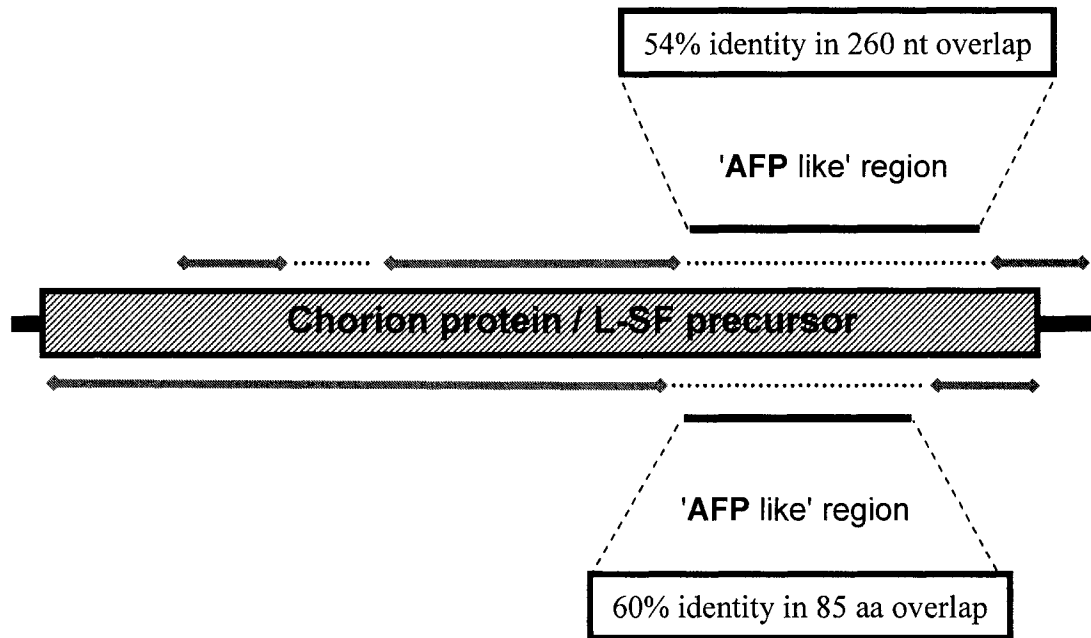 54% identity in 260 nt overlap
'AFP like' region
Chorion protein / L-SF precursor
'AFP like' region
60% identity in 85 aa overlap